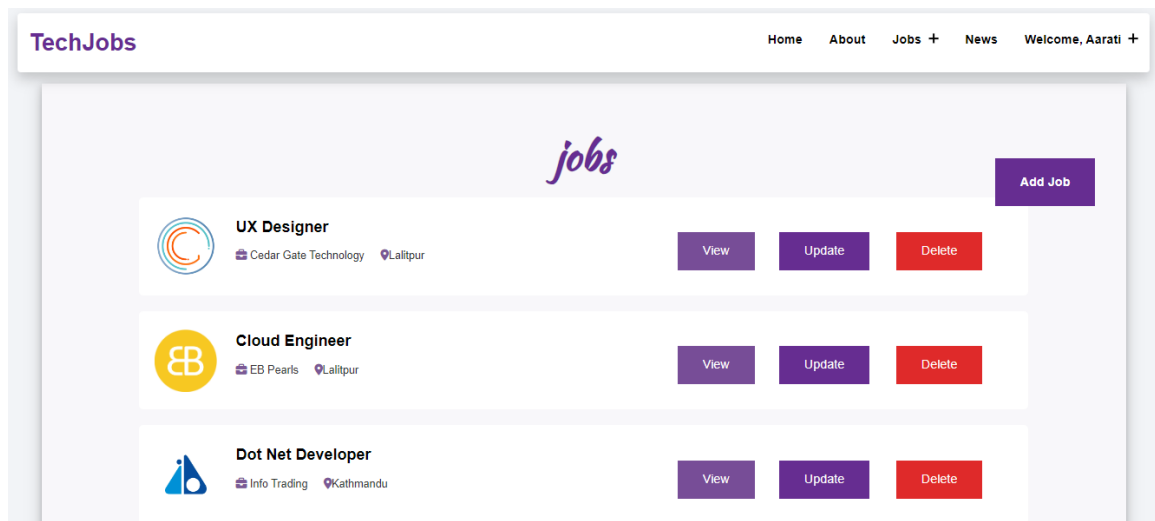 TechJobs Home About Jobs + News Welcome, Aarati +
jobs
Add Job
UX Designer
Cedar Gate Technology Lalitpur
View Update Delete
EB
Cloud Engineer
EB Pearls Lalitpur
View Update Delete
Dot Net Developer
Info Trading Kathmandu
View Update Delete